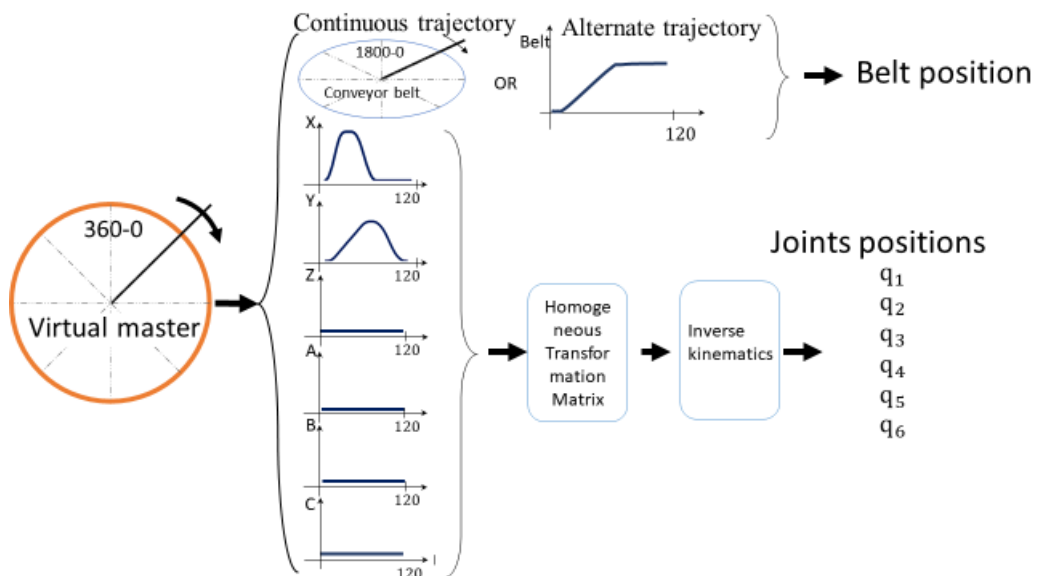 Continuous trajectory
1800-0
Conveyor belt
OR
Alternate trajectory
Belt
120
Belt position
X
120
Y
120
Z
120
A
120
B
120
C
120
360-0
Virtual master
Homoge
neous
Transfor
mation
Matrix
Inverse
kinematics
Joints positions
q₁
q₂
q₃
q₄
q₅
q₆